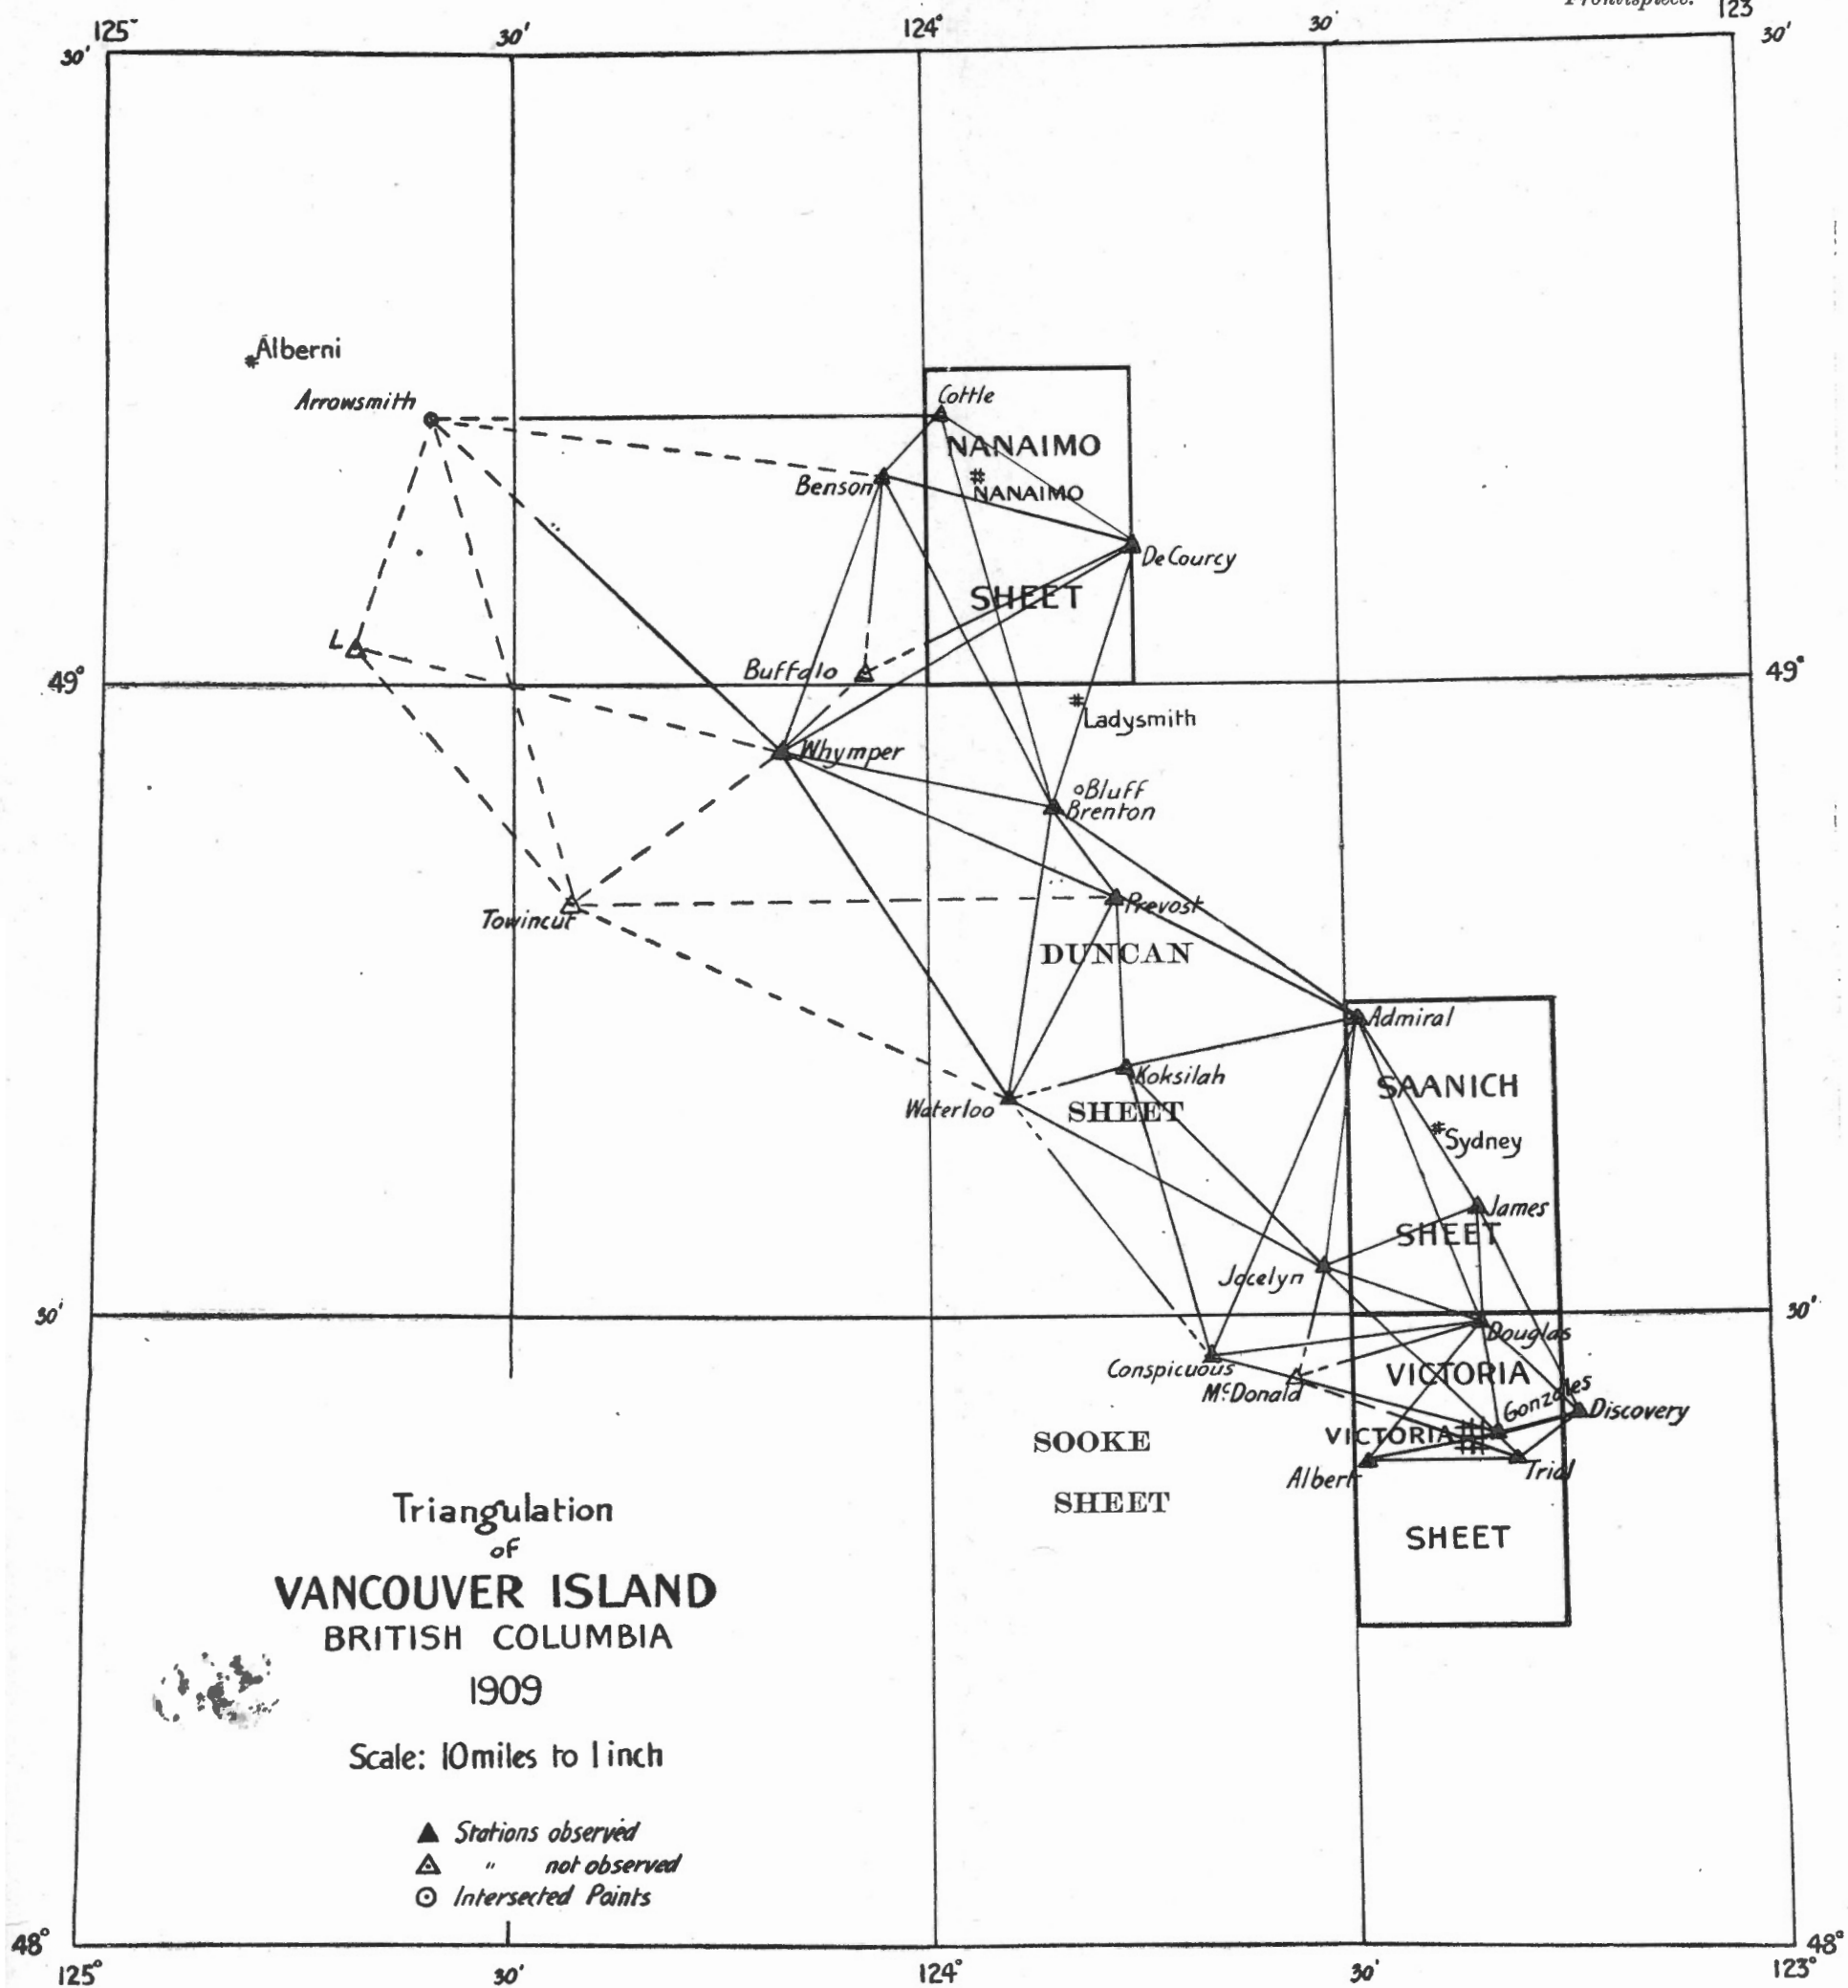 Frontispiece.
125° 30' 124° 30' 123
30' 30'
Alberni
Arrowsmith
Cottle
NANAIMO
Benson
NANAIMO
De Courcy
SHEET
L
Buffalo
49° 49°
Ladysmith
Whymper
Bluff
Brenton
Prevost
Towincut
DUNCAN
Admiral
Koksilah
SAANICH
Waterloo
SHEET
Sydney
James
SHEET
Jocelyn
30' 30'
Douglas
Conspicuous
VICTORIA
McDonald
Gonzales
Discovery
VICTORIA
SOOKE
Albert
Trial
SHEET
SHEET
Triangulation
of
VANCOUVER ISLAND
BRITISH COLUMBIA
1909
Scale: 10 miles to 1 inch
Stations observed
" not observed
Intersected Points
48° 48°
125° 30' 124° 30' 123°